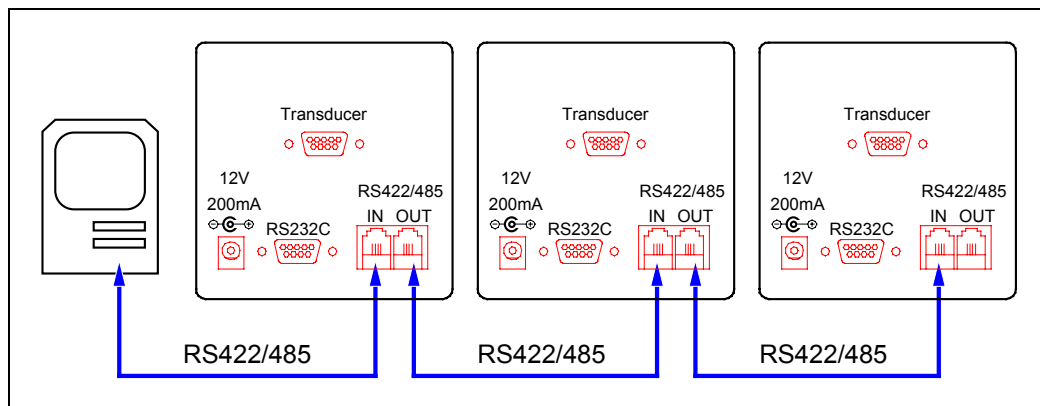 Transducer
12V
200mA
RS232C
RS422/485
IN OUT
Transducer
12V
200mA
RS232C
RS422/485
IN OUT
Transducer
12V
200mA
RS232C
RS422/485
IN OUT
RS422/485
RS422/485
RS422/485